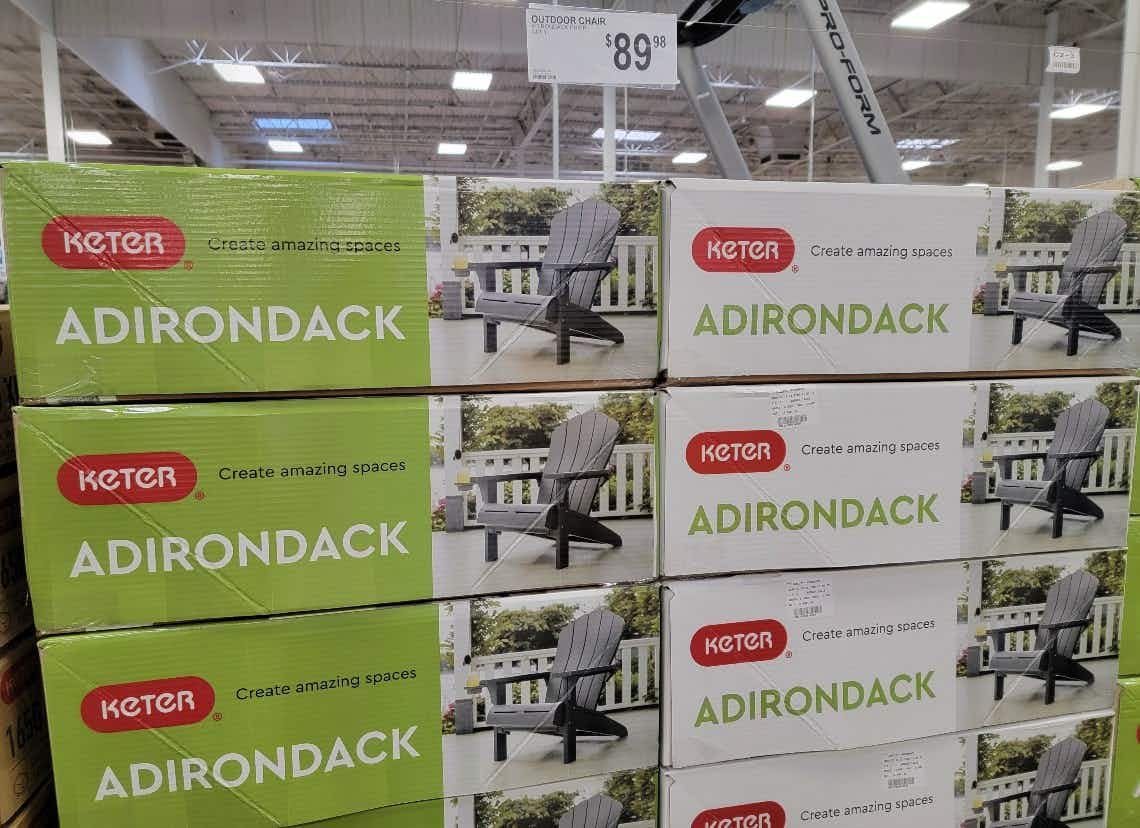 OUTDOOR CHAIR
$89.98
PRO-FORM
KETER® Create amazing spaces
ADIRONDACK
KETER® Create amazing spaces
ADIRONDACK
KETER® Create amazing spaces
ADIRONDACK
KETER® Create amazing spaces
ADIRONDACK
KETER® Create amazing spaces
ADIRONDACK
KETER® Create amazing spaces
ADIRONDACK
KETER Create amazing spaces